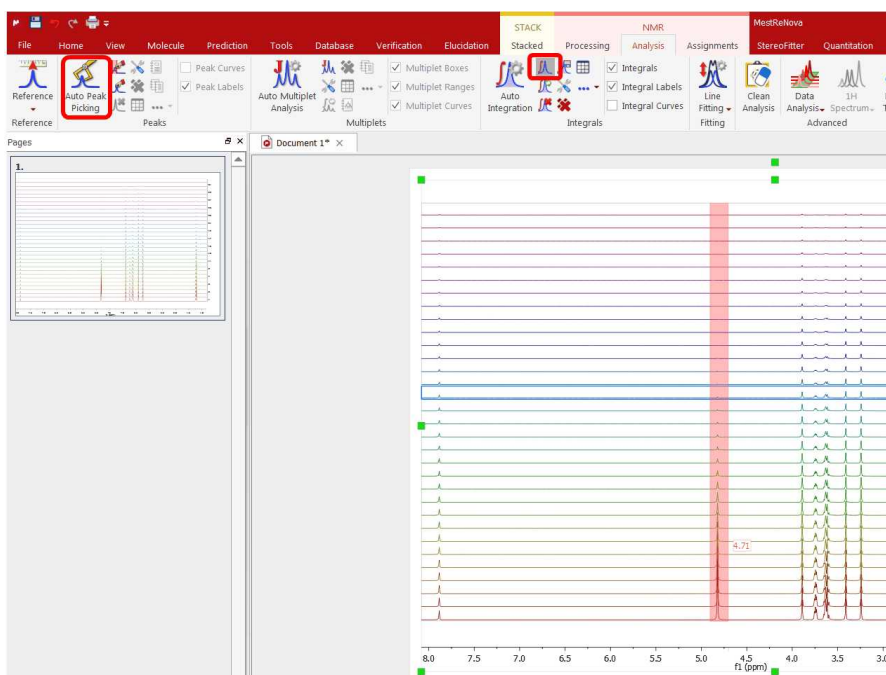 STACK NMR MestReNova
File Home View Molecule Prediction Tools Database Verification Elucidation Stacked Processing Analysis Assignments StereoFitter Quantitation
Peak Curves Multiplet Boxes Integrals
Reference Auto Peak Picking Peak Labels Auto Multiplet Analysis Multiplet Ranges Auto Integration Integral Labels Line Fitting Clean Analysis Data Analysis 1H Spectrum
Multiplet Curves Integral Curves
Reference Peaks Multiplets Integrals Fitting Advanced
Pages Document 1*
1.
4.71
8.0 7.5 7.0 6.5 6.0 5.5 5.0 4.5 4.0 3.5 3.0
f1 (ppm)